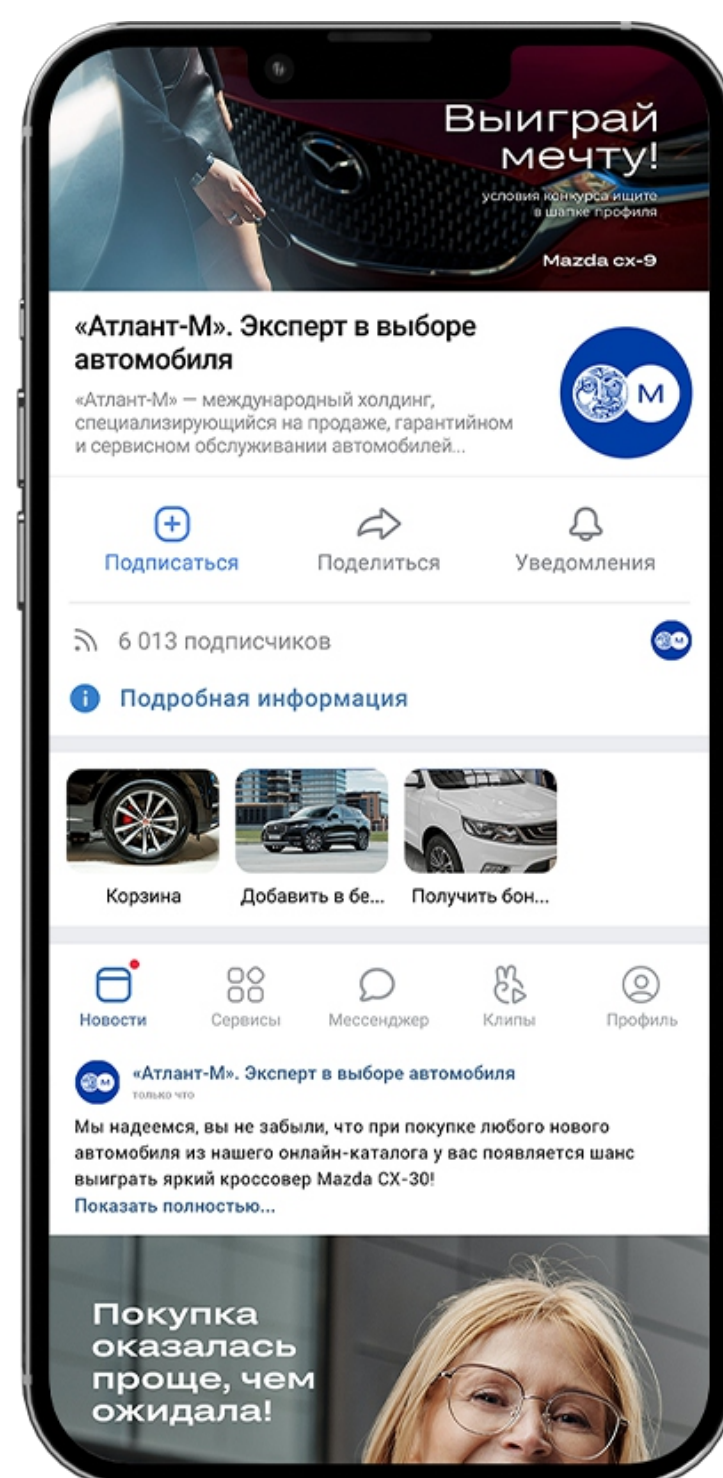 Выиграй
мечту!
условия конкурса ищите
в шапке профиля
Mazda cx-9
«Атлант-М». Эксперт в выборе
автомобиля
«Атлант-М» — международный холдинг,
специализирующийся на продаже, гарантийном
и сервисном обслуживании автомобилей...
М
Подписаться
Поделиться
Уведомления
6 013 подписчиков
М
Подробная информация
Корзина
Добавить в бе...
Получить бон...
Новости
Сервисы
Мессенджер
Клипы
Профиль
М
«Атлант-М». Эксперт в выборе автомобиля
только что
Мы надеемся, вы не забыли, что при покупке любого нового
автомобиля из нашего онлайн-каталога у вас появляется шанс
выиграть яркий кроссовер Mazda CX-30!
Показать полностью...
Покупка
оказалась
проще, чем
ожидала!